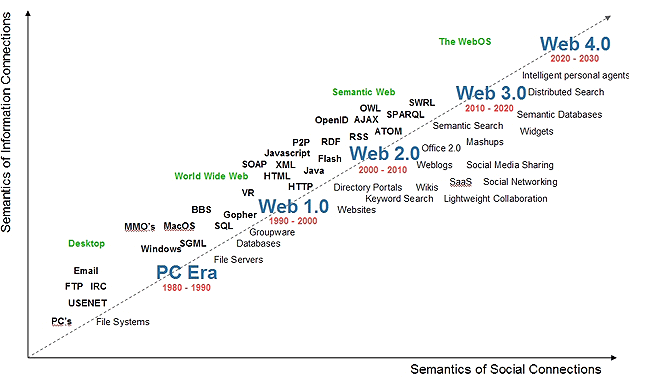 Semantics of Information Connections
The WebOS
Web 4.0
2020 - 2030
Intelligent personal agents
Semantic Web
Web 3.0
Distributed Search
2010 - 2020
SWRL
OWL
SPARQL
OpenID
AJAX
Semantic Databases
Semantic Search
Widgets
ATOM
RSS
P2P
RDF
Mashups
Office 2.0
Javascript
Web 2.0
2000 - 2010
Flash
SOAP
XML
Java
Weblogs
Social Media Sharing
World Wide Web
HTML
HTTP
Directory Portals
Wikis
SaaS
Social Networking
VR
Keyword Search
Lightweight Collaboration
Web 1.0
1990 - 2000
Websites
BBS
Gopher
MMO's
MacOS
SQL
Groupware
Desktop
SGML
Databases
Windows
File Servers
Email
PC Era
1980 - 1990
FTP
IRC
USENET
PC's
File Systems
Semantics of Social Connections